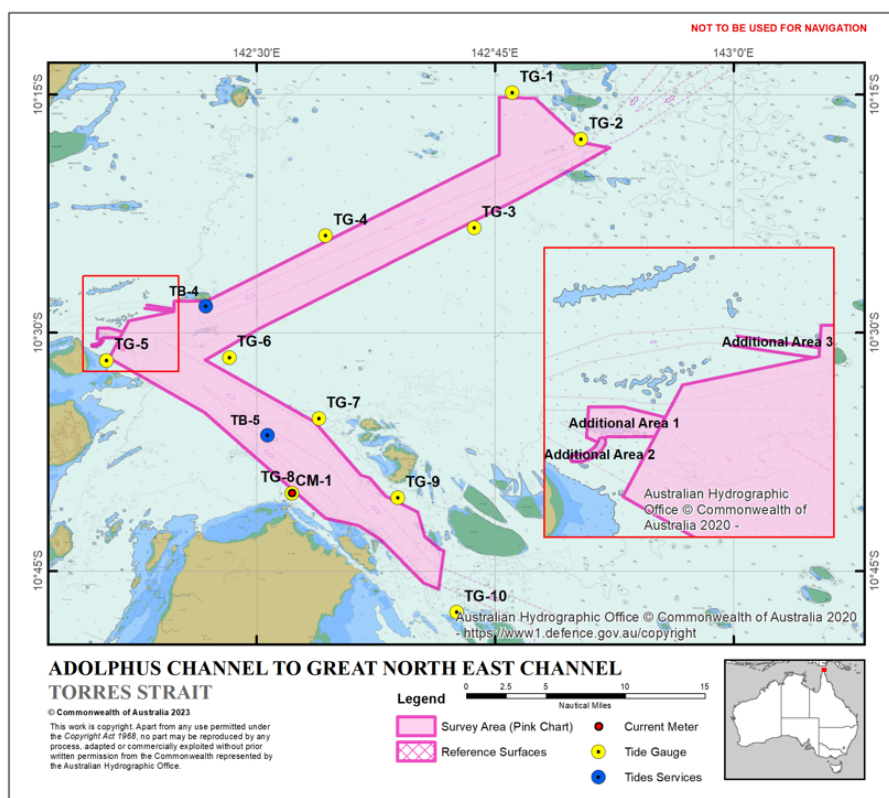 NOT TO BE USED FOR NAVIGATION
142°30'E
142°45'E
143°0'E
10°15'S
10°15'S
TG-1
TG-2
TG-3
TG-4
TB-4
10°30'S
10°30'S
TG-5
TG-6
TG-7
TB-5
TG-8
CM-1
TG-9
Additional Area 3
Additional Area 1
Additional Area 2
Australian Hydrographic
Office © Commonwealth of
Australia 2020 -
10°45'S
10°45'S
TG-10
Australian Hydrographic Office © Commonwealth of Australia 2020
- https://www1.defence.gov.au/copyright
ADOLPHUS CHANNEL TO GREAT NORTH EAST CHANNEL
TORRES STRAIT
© Commonwealth of Australia 2023
This work is copyright. Apart from any use permitted under
the Copyright Act 1968, no part may be reproduced by any
process, adapted or commercially exploited without prior
written permission from the Commonwealth represented by
the Australian Hydrographic Office.
0 2.5 5 10 15
Nautical Miles
Legend
Survey Area (Pink Chart)
Reference Surfaces
Current Meter
Tide Gauge
Tides Services